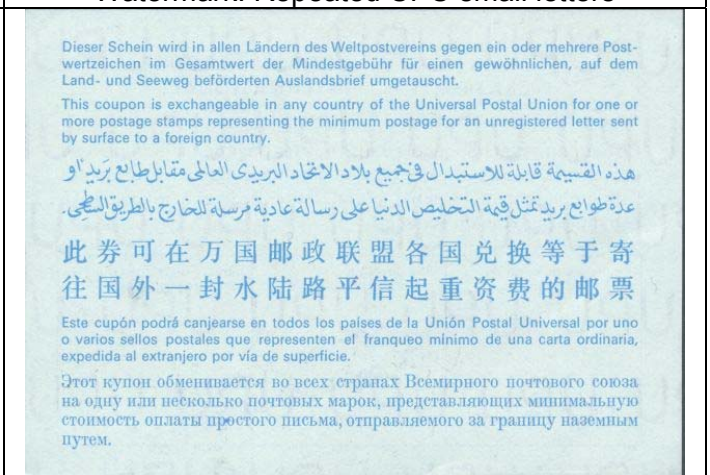 Watermark: Repeated UPU small letters
Dieser Schein wird in allen Ländern des Weltpostvereins gegen ein oder mehrere Post-
wertzeichen im Gesamtwert der Mindestgebühr für einen gewöhnlichen, auf dem
Land- und Seeweg beförderten Auslandsbrief umgetauscht.
This coupon is exchangeable in any country of the Universal Postal Union for one or
more postage stamps representing the minimum postage for an unregistered letter sent
by surface to a foreign country.
هذه القسيمة قابلة للاستبدال في جميع بلاد الاتحاد البريدى العالمى مقابل طابع بَريد أو
عدة طوابع بريد تمثل قيمة التخليص الدنيا على رسالة عادية مرسلة للخارج بالطريق السطحى.
此券可在万国邮政联盟各国兑换等于寄
往国外一封水陆路平信起重资费的邮票
Este cupón podrá canjearse en todos los países de la Unión Postal Universal por uno
o varios sellos postales que representen el franqueo mínimo de una carta ordinaria,
expedida al extranjero por vía de superficie.
Этот купон обменивается во всех странах Всемирного почтового союза
на одну или несколько почтовых марок, представляющих минимальную
стоимость оплаты простого письма, отправляемого за границу наземным
путем.